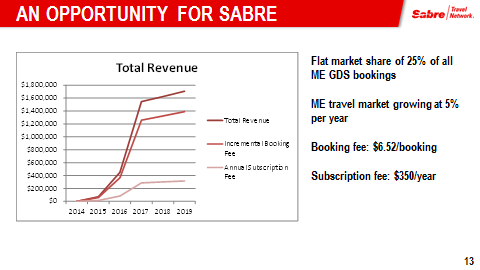 AN OPPORTUNITY FOR SABRE
Sabre Travel
Network.
Total Revenue
$1,800,000
$1,600,000
$1,400,000
$1,200,000
$1,000,000
$800,000
$600,000
$400,000
$200,000
$0
2014 2015 2016 2017 2018 2019
Total Revenue
Incremental Booking
Fee
Annual Subscription
Fee
Flat market share of 25% of all
ME GDS bookings
ME travel market growing at 5%
per year
Booking fee: $6.52/booking
Subscription fee: $350/year
13